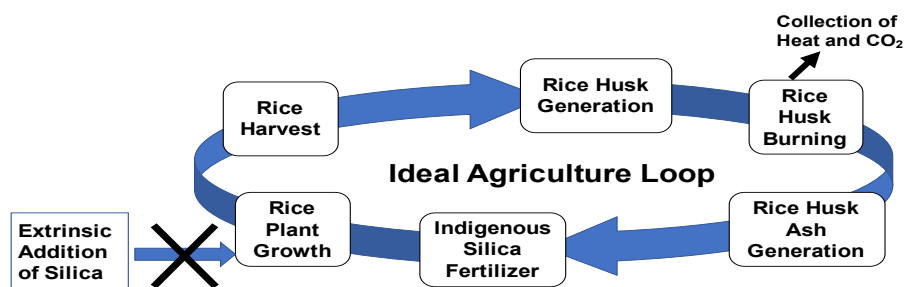 Collection of
Heat and CO₂
Rice Husk
Generation
Rice
Husk
Burning
Rice
Harvest
Ideal Agriculture Loop
Rice
Plant
Growth
Indigenous
Silica
Fertilizer
Rice Husk
Ash
Generation
Extrinsic
Addition
of Silica